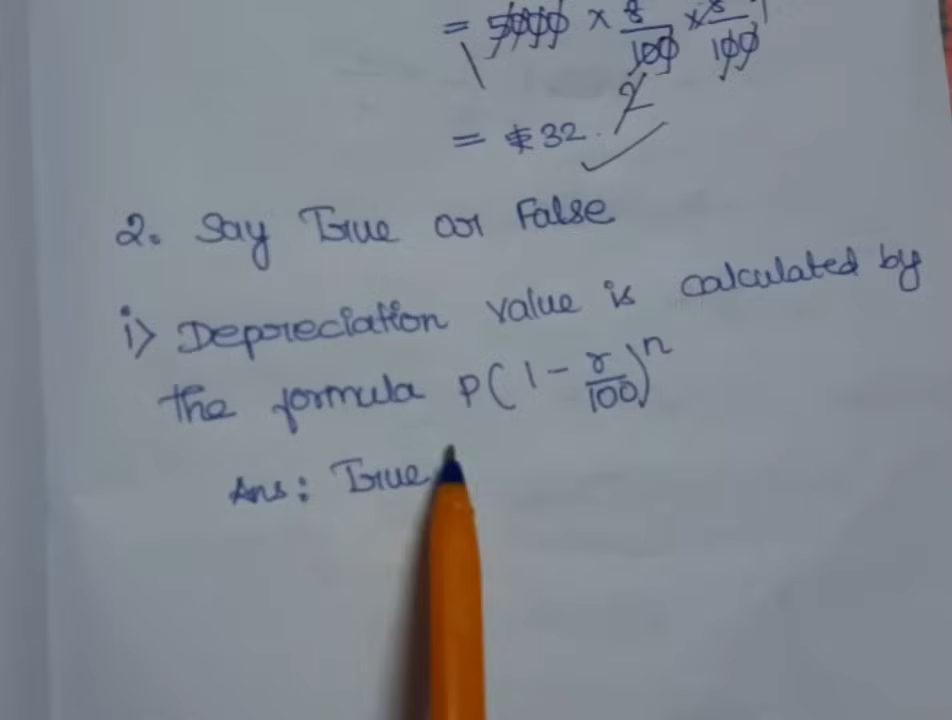 = 5000 × 8/100 × 8/100
= ₹32.
2. Say True or False
i) Depreciation value is calculated by
the formula P(1 - r/100)^n
Ans: True